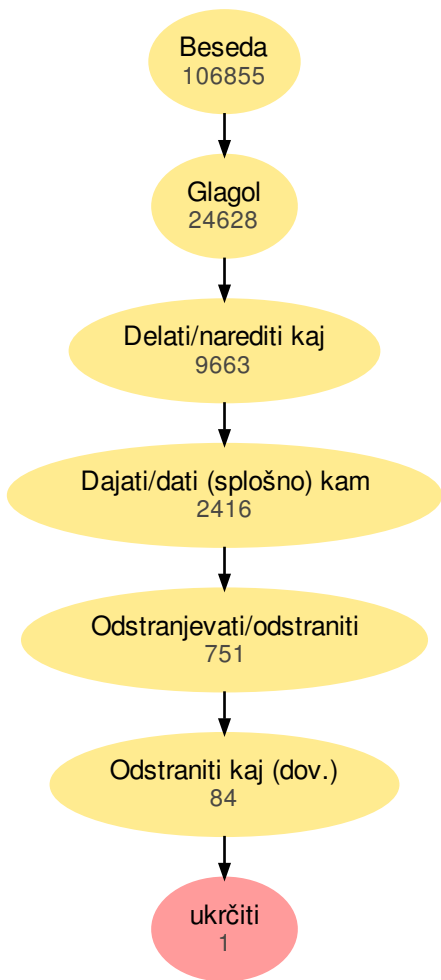 Beseda
106855
Glagol
24628
Delati/narediti kaj
9663
Dajati/dati (splošno) kam
2416
Odstranjevati/odstraniti
751
Odstraniti kaj (dov.)
84
ukrčiti
1